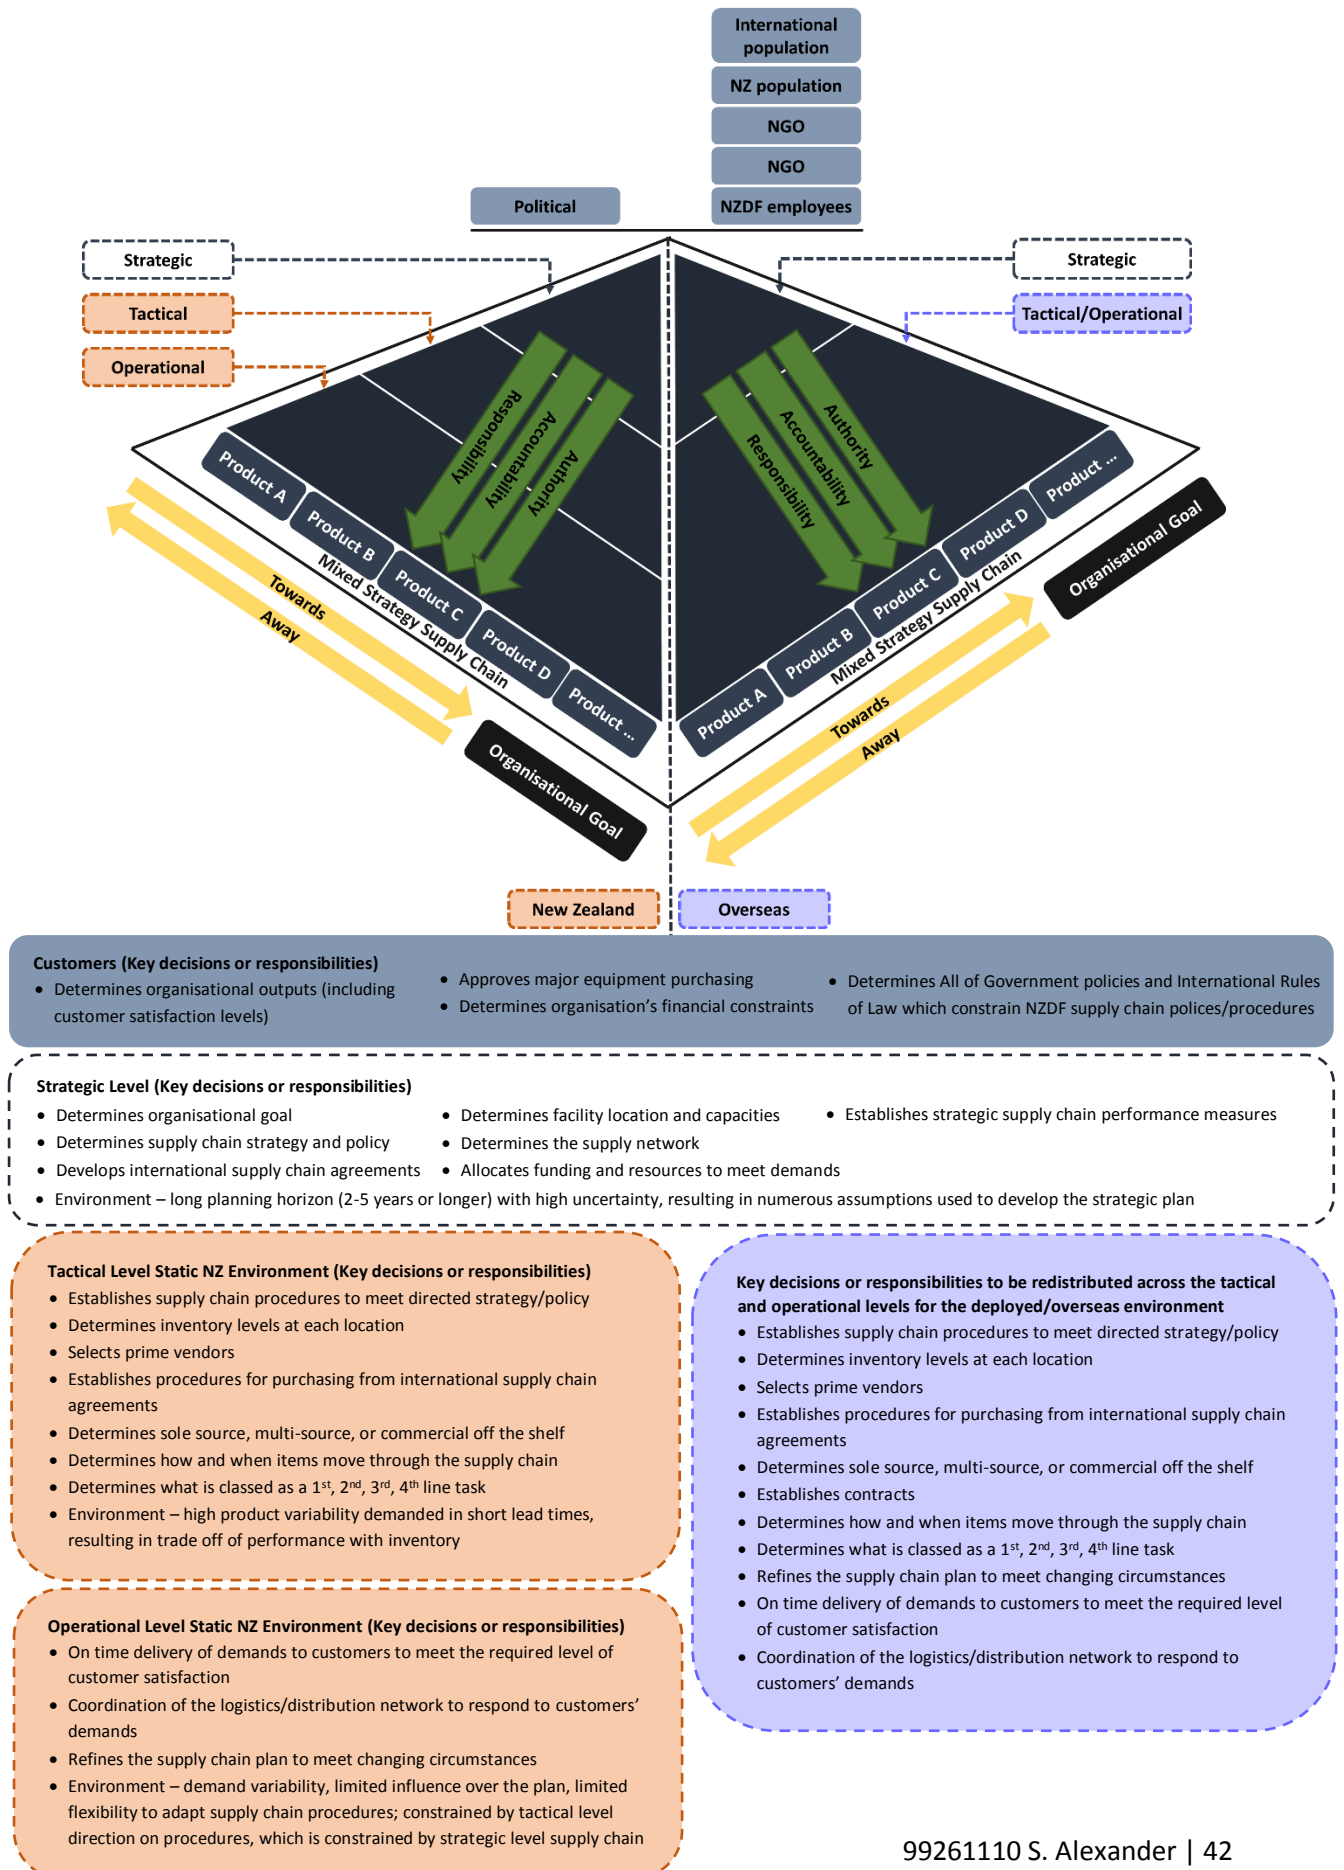 International
population
NZ population
NGO
NGO
Political
NZDF employees
Strategic
Strategic
Tactical
Tactical/Operational
Operational
Responsibility
Accountability
Authority
Authority
Accountability
Responsibility
Product A
Product B
Product C
Product D
Product ...
Mixed Strategy Supply Chain
Towards
Away
Organisational Goal
Product A
Product B
Product C
Product D
Product ...
Mixed Strategy Supply Chain
Towards
Away
Organisational Goal
New Zealand
Overseas
Customers (Key decisions or responsibilities)
• Determines organisational outputs (including
customer satisfaction levels)
• Approves major equipment purchasing
• Determines organisation’s financial constraints
• Determines All of Government policies and International Rules
of Law which constrain NZDF supply chain polices/procedures
Strategic Level (Key decisions or responsibilities)
• Determines organisational goal
• Determines supply chain strategy and policy
• Develops international supply chain agreements
• Determines facility location and capacities
• Determines the supply network
• Allocates funding and resources to meet demands
• Establishes strategic supply chain performance measures
• Environment – long planning horizon (2-5 years or longer) with high uncertainty, resulting in numerous assumptions used to develop the strategic plan
Tactical Level Static NZ Environment (Key decisions or responsibilities)
• Establishes supply chain procedures to meet directed strategy/policy
• Determines inventory levels at each location
• Selects prime vendors
• Establishes procedures for purchasing from international supply chain
agreements
• Determines sole source, multi-source, or commercial off the shelf
• Determines how and when items move through the supply chain
• Determines what is classed as a 1st, 2nd, 3rd, 4th line task
• Environment – high product variability demanded in short lead times,
resulting in trade off of performance with inventory
Operational Level Static NZ Environment (Key decisions or responsibilities)
• On time delivery of demands to customers to meet the required level of
customer satisfaction
• Coordination of the logistics/distribution network to respond to customers’
demands
• Refines the supply chain plan to meet changing circumstances
• Environment – demand variability, limited influence over the plan, limited
flexibility to adapt supply chain procedures; constrained by tactical level
direction on procedures, which is constrained by strategic level supply chain
Key decisions or responsibilities to be redistributed across the tactical
and operational levels for the deployed/overseas environment
• Establishes supply chain procedures to meet directed strategy/policy
• Determines inventory levels at each location
• Selects prime vendors
• Establishes procedures for purchasing from international supply chain
agreements
• Determines sole source, multi-source, or commercial off the shelf
• Establishes contracts
• Determines how and when items move through the supply chain
• Determines what is classed as a 1st, 2nd, 3rd, 4th line task
• Refines the supply chain plan to meet changing circumstances
• On time delivery of demands to customers to meet the required level
of customer satisfaction
• Coordination of the logistics/distribution network to respond to
customers’ demands
99261110 S. Alexander | 42